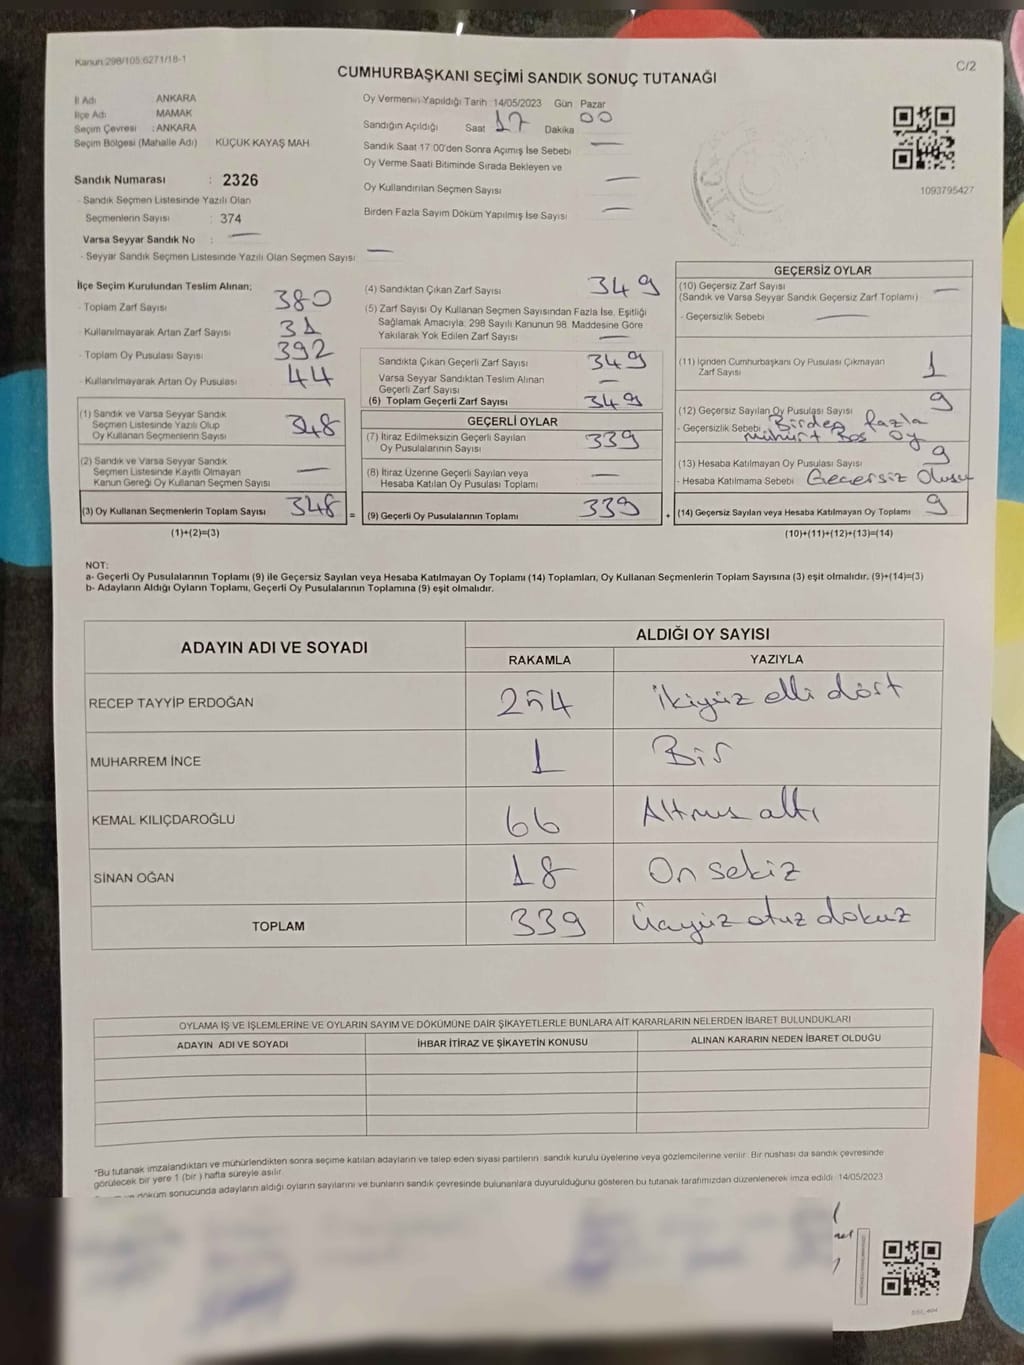 Kanun 298/105;6271/18-1
C/2
CUMHURBAŞKANI SEÇİMİ SANDIK SONUÇ TUTANAĞI
İl Adı ANKARA
İlçe Adı MAMAK
Seçim Çevresi : ANKARA
Seçim Bölgesi (Mahalle Adı) KÜÇÜK KAYAŞ MAH
Sandık Numarası : 2326
- Sandık Seçmen Listesinde Yazılı Olan
Seçmenlerin Sayısı : 374
Varsa Seyyar Sandık No : —
- Seyyar Sandık Seçmen Listesinde Yazılı Olan Seçmen Sayısı —
Oy Vermenin Yapıldığı Tarih :14/05/2023 Gün Pazar
Sandığın Açıldığı Saat 17 Dakika 00
Sandık Saat 17:00'den Sonra Açımış İse Sebebi —
Oy Verme Saati Bitiminde Sırada Bekleyen ve
Oy Kullandırılan Seçmen Sayısı —
Birden Fazla Sayım Döküm Yapılmış İse Sayısı —
1093795427
İlçe Seçim Kurulundan Teslim Alınan;
- Toplam Zarf Sayısı 380
- Kullanılmayarak Artan Zarf Sayısı 31
- Toplam Oy Pusulası Sayısı 392
- Kullanılmayarak Artan Oy Pusulası 44
(1) Sandık ve Varsa Seyyar Sandık
Seçmen Listesinde Yazılı Olup
Oy Kullanan Seçmenlerin Sayısı 348
(2) Sandık ve Varsa Seyyar Sandık
Seçmen Listesinde Kayıtlı Olmayan
Kanun Gereği Oy Kullanan Seçmen Sayısı —
(3) Oy Kullanan Seçmenlerin Toplam Sayısı 348 =
(1)+(2)=(3)
(4) Sandıktan Çıkan Zarf Sayısı 349
(5) Zarf Sayısı Oy Kullanan Seçmen Sayısından Fazla İse, Eşitliği
Sağlamak Amacıyla; 298 Sayılı Kanunun 98. Maddesine Göre
Yakılarak Yok Edilen Zarf Sayısı —
Sandıkta Çıkan Geçerli Zarf Sayısı 349
Varsa Seyyar Sandıktan Teslim Alınan
Geçerli Zarf Sayısı —
(6) Toplam Geçerli Zarf Sayısı 349
GEÇERLİ OYLAR
(7) İtiraz Edilmeksizin Geçerli Sayılan
Oy Pusulalarının Sayısı 339
(8) İtiraz Üzerine Geçerli Sayılan veya
Hesaba Katılan Oy Pusulası Toplamı —
(9) Geçerli Oy Pusulalarının Toplamı 339 +
GEÇERSİZ OYLAR
(10) Geçersiz Zarf Sayısı
(Sandık ve Varsa Seyyar Sandık Geçersiz Zarf Toplamı) —
- Geçersizlik Sebebi —
(11) İçinden Cumhurbaşkanı Oy Pusulası Çıkmayan
Zarf Sayısı 1
(12) Geçersiz Sayılan Oy Pusulası Sayısı 9
- Geçersizlik Sebebi Birden fazla
mühürt Boş Oy
(13) Hesaba Katılmayan Oy Pusulası Sayısı 9
- Hesaba Katılmama Sebebi Geçersiz Olusu
(14) Geçersiz Sayılan veya Hesaba Katılmayan Oy Toplamı 9
(10)+(11)+(12)+(13)=(14)
NOT:
a- Geçerli Oy Pusulalarının Toplamı (9) ile Geçersiz Sayılan veya Hesaba Katılmayan Oy Toplamı (14) Toplamları, Oy Kullanan Seçmenlerin Toplam Sayısına (3) eşit olmalıdır. (9)+(14)=(3)
b- Adayların Aldığı Oyların Toplamı, Geçerli Oy Pusulalarının Toplamına (9) eşit olmalıdır.
ADAYIN ADI VE SOYADI ALDIĞI OY SAYISI
RAKAMLA YAZIYLA
RECEP TAYYİP ERDOĞAN 254 İkiyüz elli dört
MUHARREM İNCE 1 Bir
KEMAL KILIÇDAROĞLU 66 Altmış altı
SİNAN OĞAN 18 On sekiz
TOPLAM 339 Üçyüz otuz dokuz
OYLAMA İŞ VE İŞLEMLERİNE VE OYLARIN SAYIM VE DÖKÜMÜNE DAİR ŞİKAYETLERLE BUNLARA AİT KARARLARIN NELERDEN İBARET BULUNDUKLARI
ADAYIN ADI VE SOYADI İHBAR İTİRAZ VE ŞİKAYETİN KONUSU ALINAN KARARIN NEDEN İBARET OLDUĞU
*Bu tutanak imzalandıktan ve mühürlendikten sonra seçime katılan adayların ve talep eden siyasi partilerin sandık kurulu üyelerine veya gözlemcilerine verilir. Bir nüshası da sandık çevresinde
görülecek bir yere 1 (bir ) hafta süreyle asılır.
döküm sonucunda adayların aldığı oyların sayılarını ve bunların sandık çevresinde bulunanlara duyurulduğunu gösteren bu tutanak tarafımızdan düzenlenerek imza edildi. 14/05/2023